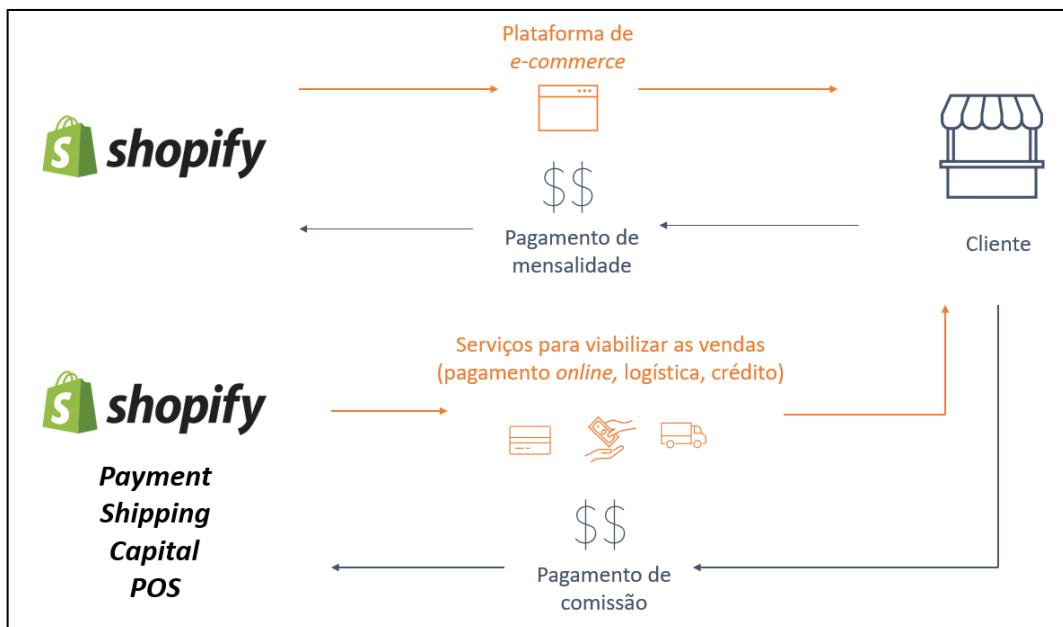 Plataforma de
e-commerce
shopify
$$
Pagamento de
mensalidade
Cliente
Serviços para viabilizar as vendas
(pagamento online, logística, crédito)
shopify
Payment
Shipping
Capital
POS
$$
Pagamento de
comissão